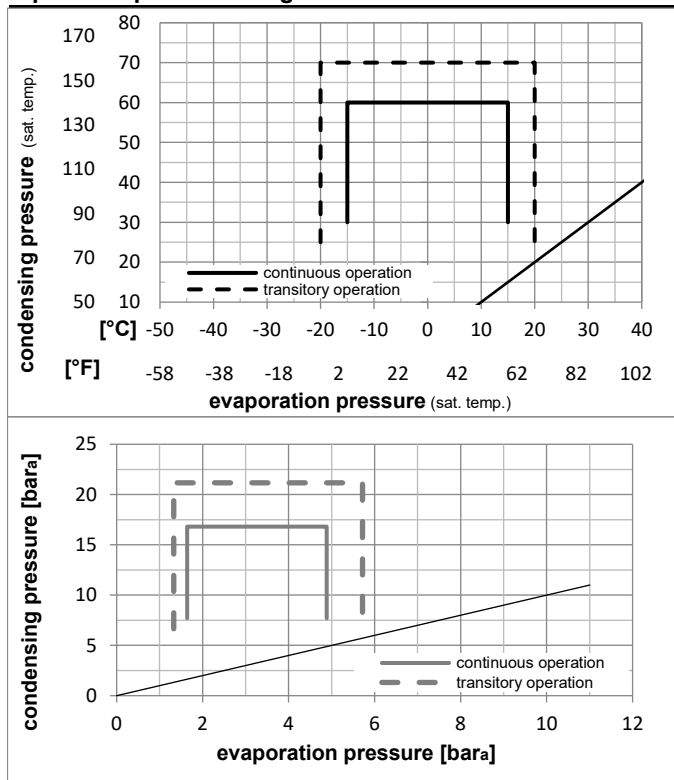 170
150
130
110
90
70
50
70
60
50
40
30
20
10
condensing pressure (sat. temp.)
continuous operation
transitory operation
[°C] -50 -40 -30 -20 -10 0 10 20 30 40
[°F] -58 -38 -18 2 22 42 62 82 102
evaporation pressure (sat. temp.)
25
20
15
10
5
0
condensing pressure [bara]
continuous operation
transitory operation
0 2 4 6 8 10 12
evaporation pressure [bara]